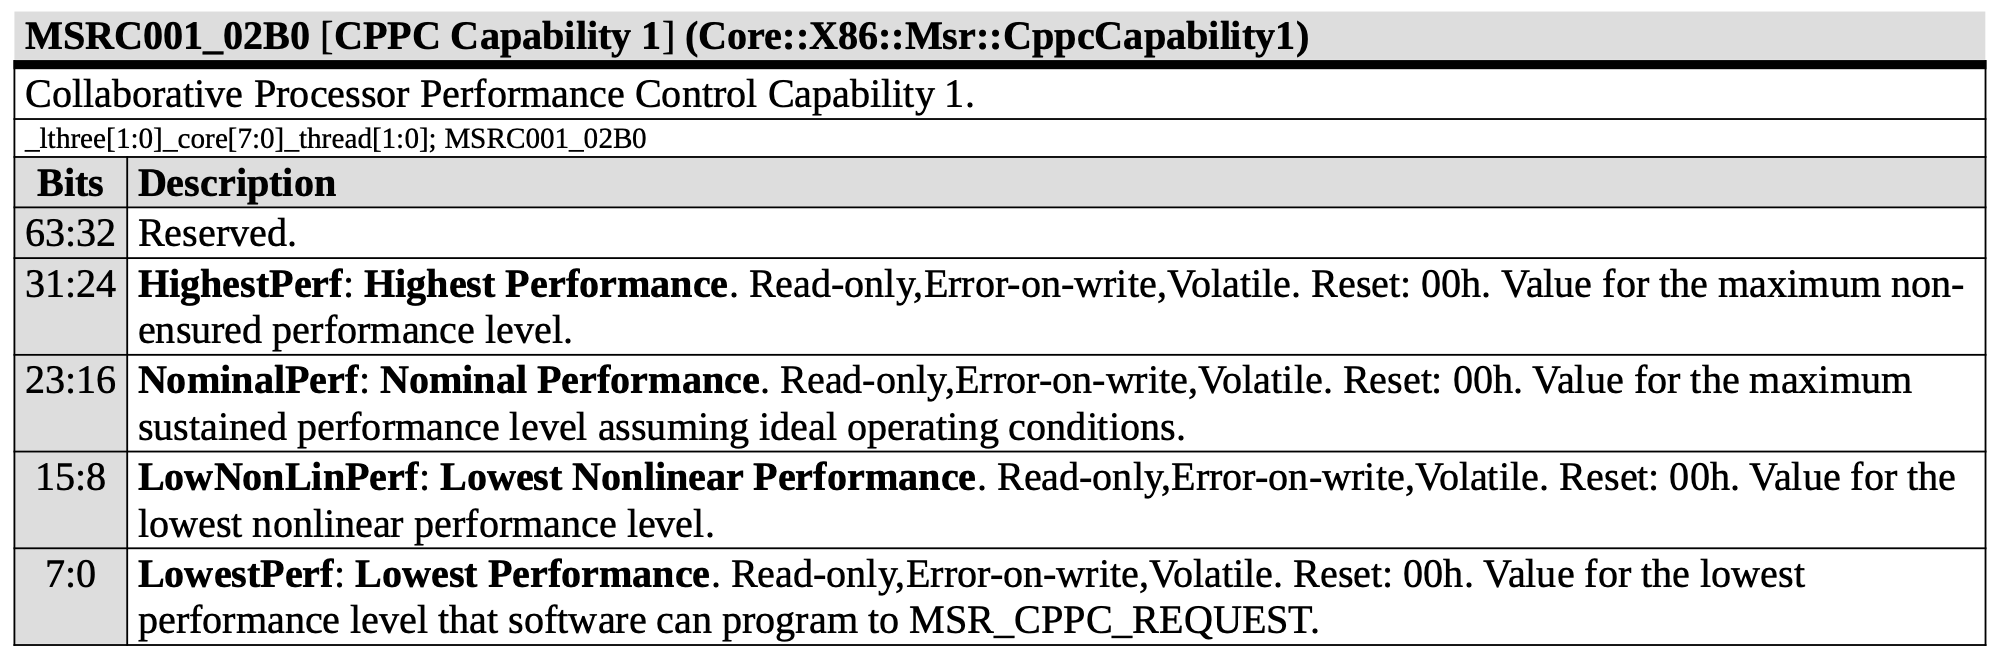 MSRC001_02B0 [CPPC Capability 1] (Core::X86::Msr::CppcCapability1)
Collaborative Processor Performance Control Capability 1.
_lthree[1:0]_core[7:0]_thread[1:0]; MSRC001_02B0
Bits Description
63:32 Reserved.
31:24 HighestPerf: Highest Performance. Read-only,Error-on-write,Volatile. Reset: 00h. Value for the maximum non-
ensured performance level.
23:16 NominalPerf: Nominal Performance. Read-only,Error-on-write,Volatile. Reset: 00h. Value for the maximum
sustained performance level assuming ideal operating conditions.
15:8 LowNonLinPerf: Lowest Nonlinear Performance. Read-only,Error-on-write,Volatile. Reset: 00h. Value for the
lowest nonlinear performance level.
7:0 LowestPerf: Lowest Performance. Read-only,Error-on-write,Volatile. Reset: 00h. Value for the lowest
performance level that software can program to MSR_CPPC_REQUEST.